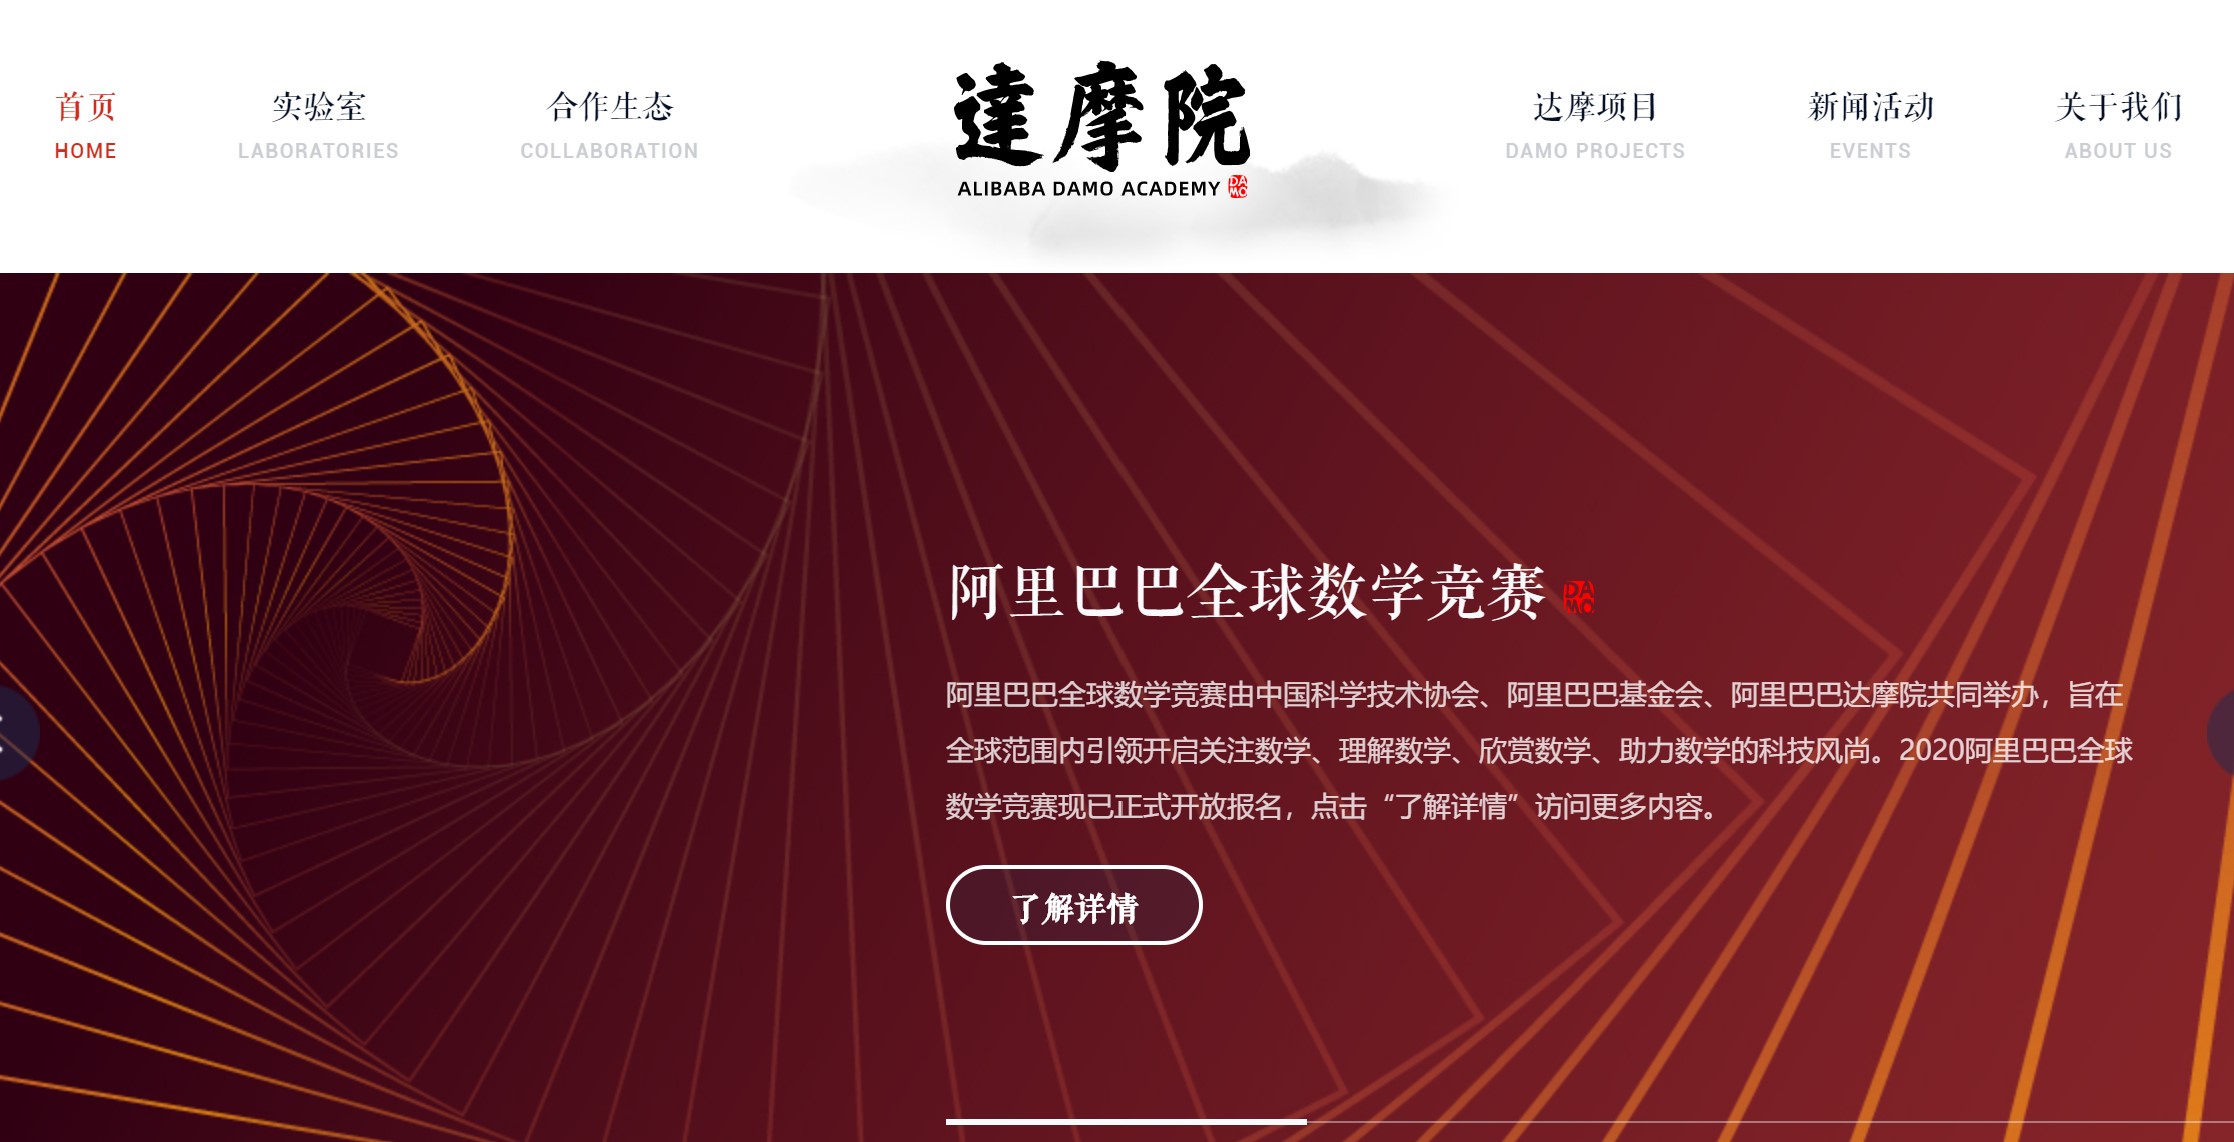 首页
HOME
实验室
LABORATORIES
合作生态
COLLABORATION
達摩院
ALIBABA DAMO ACADEMY DAMO
达摩项目
DAMO PROJECTS
新闻活动
EVENTS
关于我们
ABOUT US
阿里巴巴全球数学竞赛 DAMO
阿里巴巴全球数学竞赛由中国科学技术协会、阿里巴巴基金会、阿里巴巴达摩院共同举办，旨在
全球范围内引领开启关注数学、理解数学、欣赏数学、助力数学的科技风尚。2020阿里巴巴全球
数学竞赛现已正式开放报名，点击“了解详情”访问更多内容。
了解详情